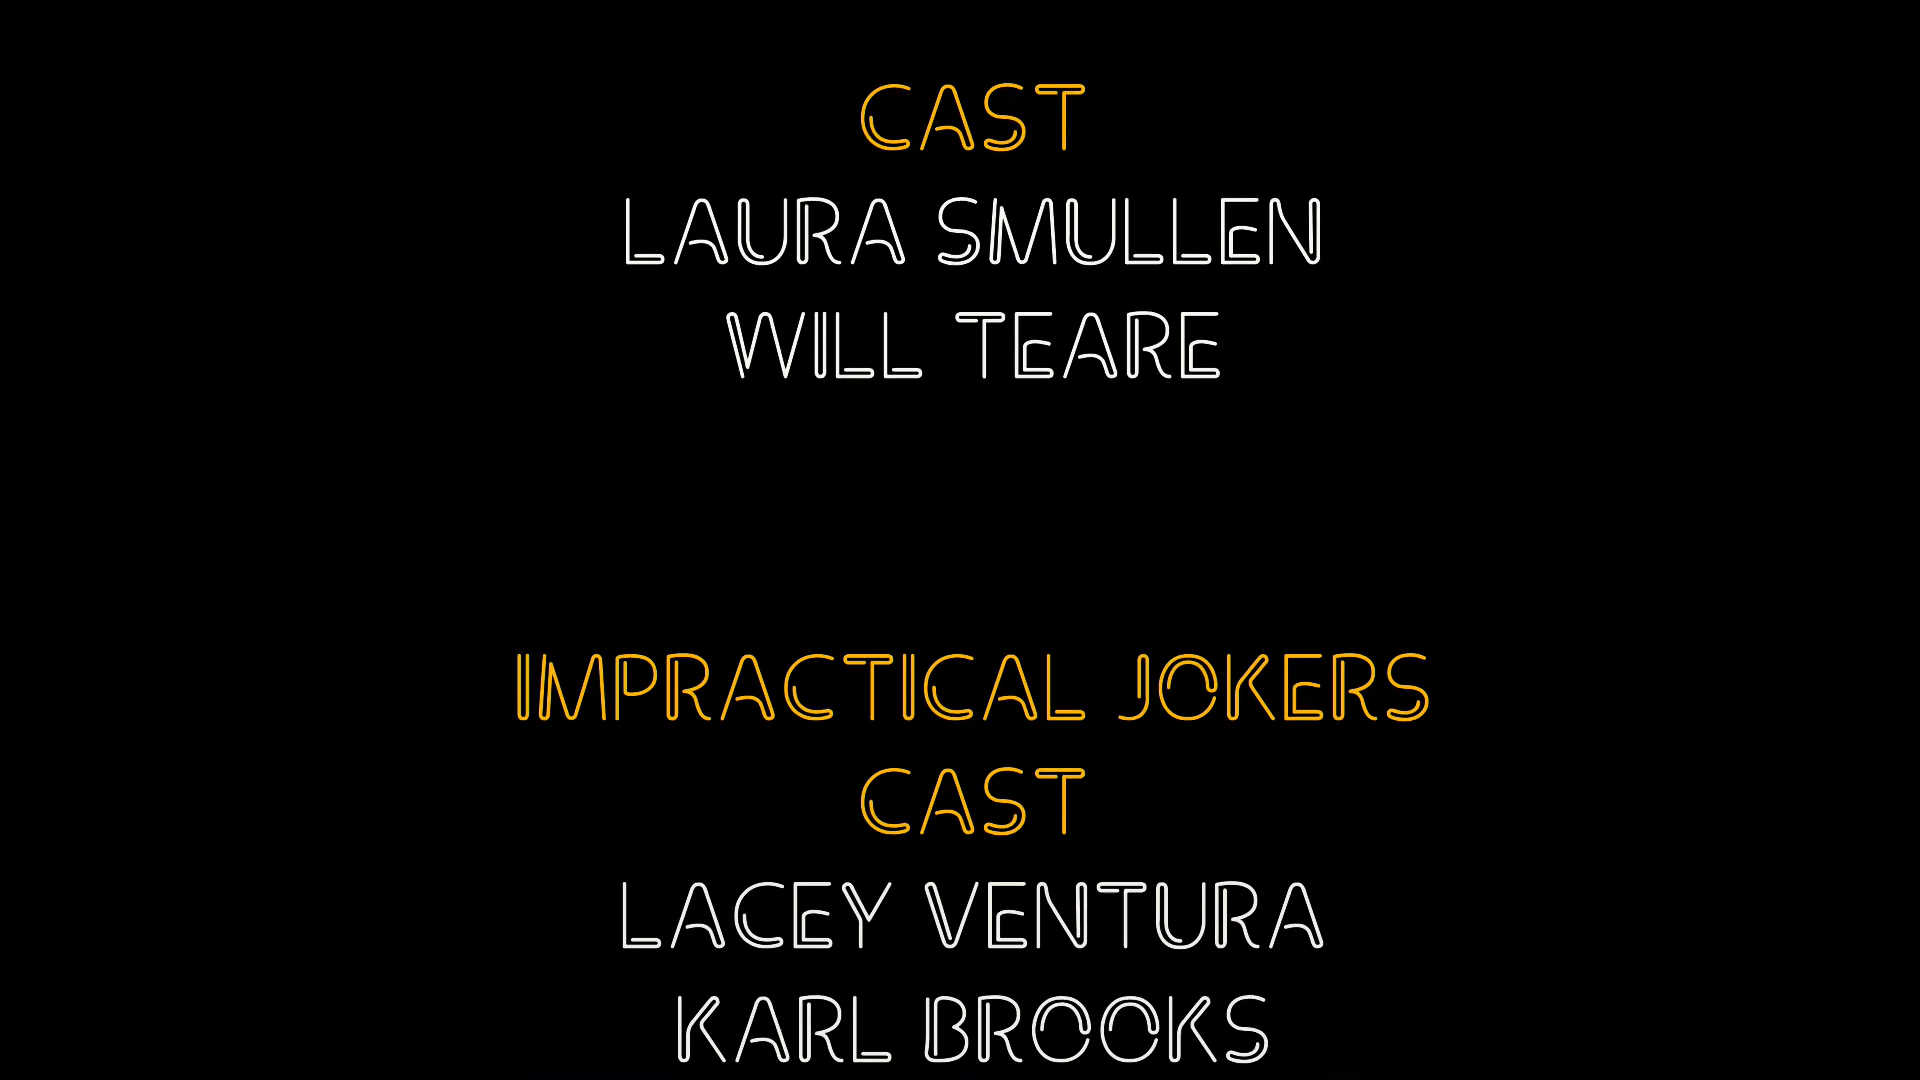 CAST
LAURA SMULLEN
WILL TEARE
IMPRACTICAL JOKERS
CAST
LACEY VENTURA
KARL BROOKS